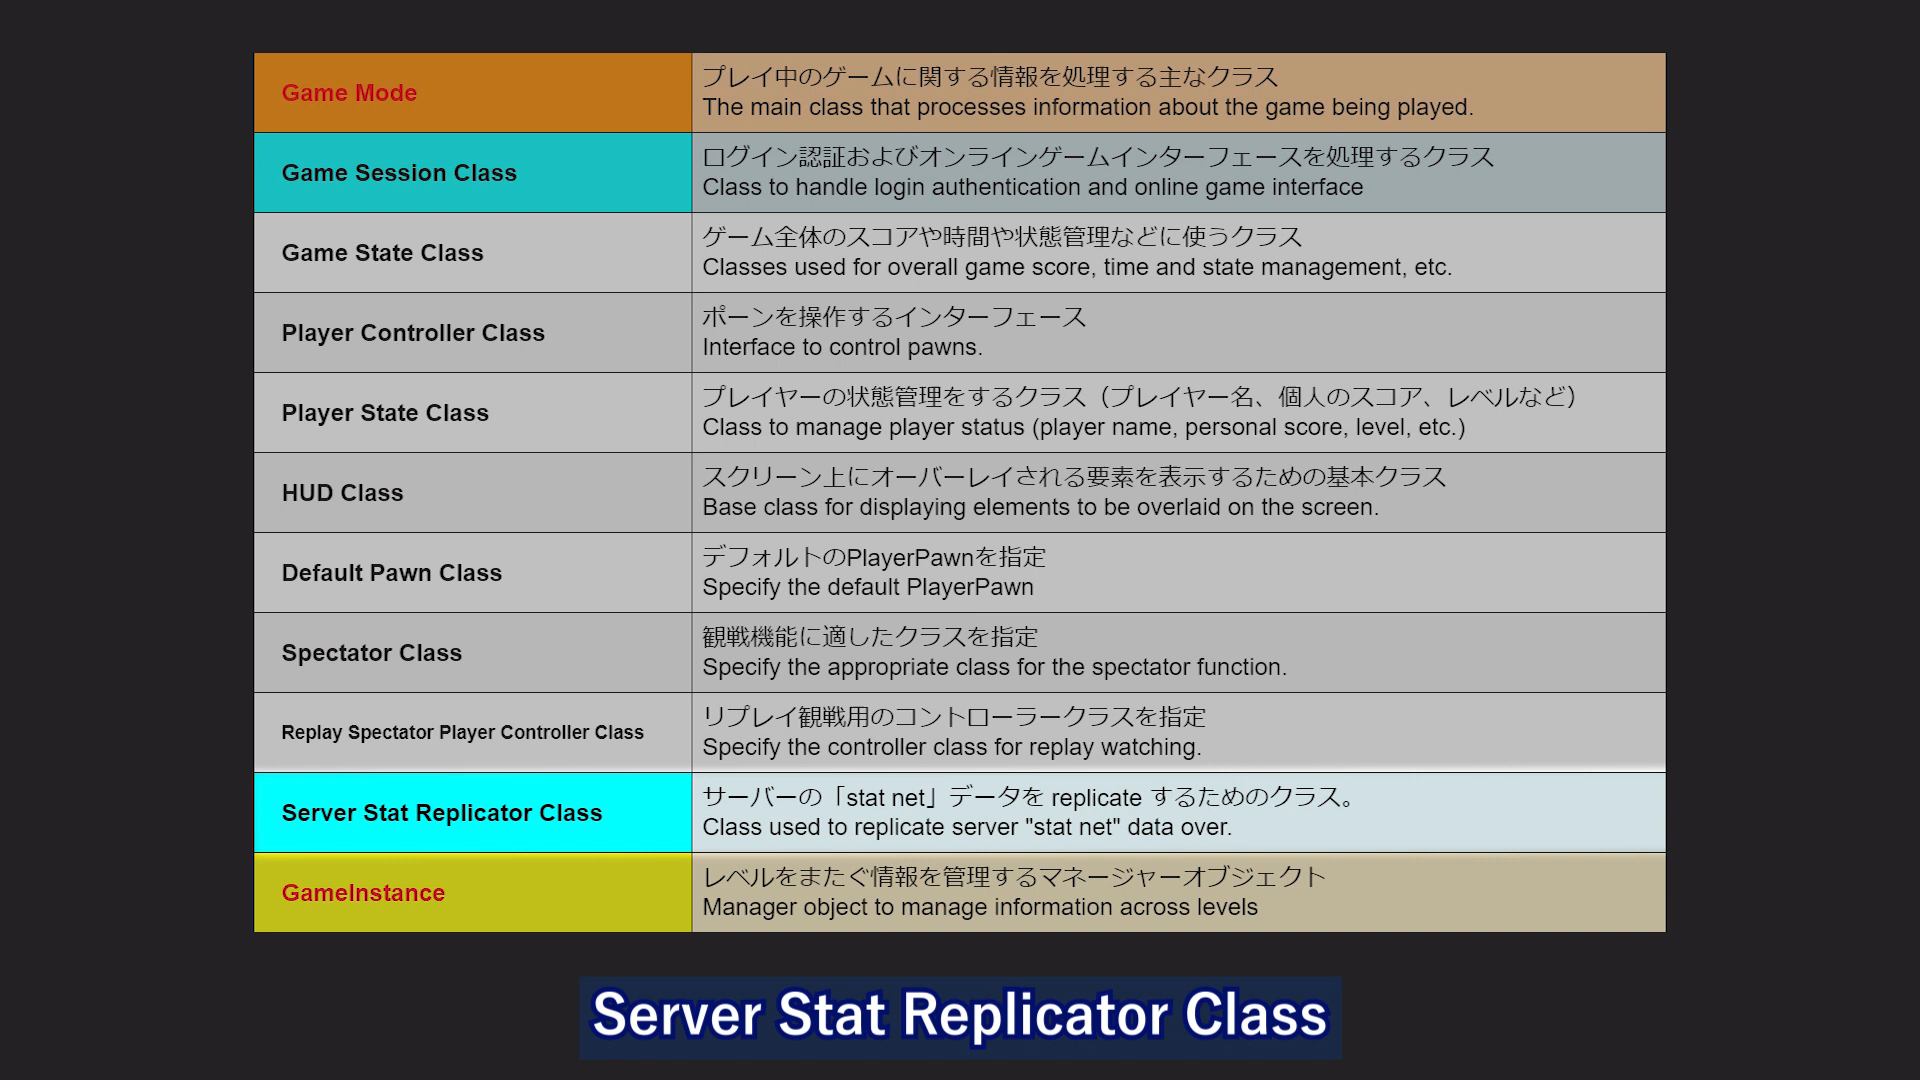 Game Mode
プレイ中のゲームに関する情報を処理する主なクラス
The main class that processes information about the game being played.
Game Session Class
ログイン認証およびオンラインゲームインターフェースを処理するクラス
Class to handle login authentication and online game interface
Game State Class
ゲーム全体のスコアや時間や状態管理などに使うクラス
Classes used for overall game score, time and state management, etc.
Player Controller Class
ポーンを操作するインターフェース
Interface to control pawns.
Player State Class
プレイヤーの状態管理をするクラス（プレイヤー名、個人のスコア、レベルなど）
Class to manage player status (player name, personal score, level, etc.)
HUD Class
スクリーン上にオーバーレイされる要素を表示するための基本クラス
Base class for displaying elements to be overlaid on the screen.
Default Pawn Class
デフォルトのPlayerPawnを指定
Specify the default PlayerPawn
Spectator Class
観戦機能に適したクラスを指定
Specify the appropriate class for the spectator function.
Replay Spectator Player Controller Class
リプレイ観戦用のコントローラークラスを指定
Specify the controller class for replay watching.
Server Stat Replicator Class
サーバーの「stat net」データを replicate するためのクラス。
Class used to replicate server "stat net" data over.
GameInstance
レベルをまたぐ情報を管理するマネージャーオブジェクト
Manager object to manage information across levels
Server Stat Replicator Class